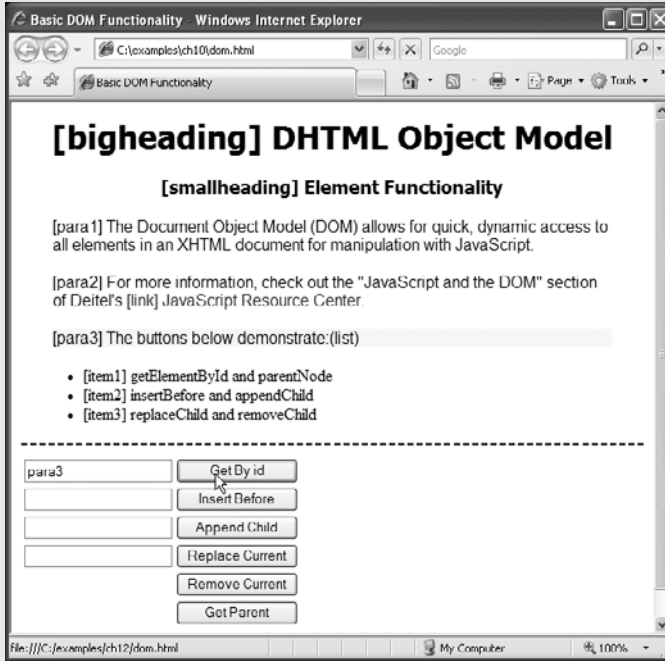 Basic DOM Functionality - Windows Internet Explorer
C:\examples\ch10\dom.html
Google
Basic DOM Functionality
Page
Tools
[bigheading] DHTML Object Model
[smallheading] Element Functionality
[para1] The Document Object Model (DOM) allows for quick, dynamic access to
all elements in an XHTML document for manipulation with JavaScript.
[para2] For more information, check out the "JavaScript and the DOM" section
of Deitel's [link] JavaScript Resource Center.
[para3] The buttons below demonstrate:(list)
• [item1] getElementById and parentNode
• [item2] insertBefore and appendChild
• [item3] replaceChild and removeChild
para3 Get By id
Insert Before
Append Child
Replace Current
Remove Current
Get Parent
file:///C:/examples/ch12/dom.html My Computer 100%